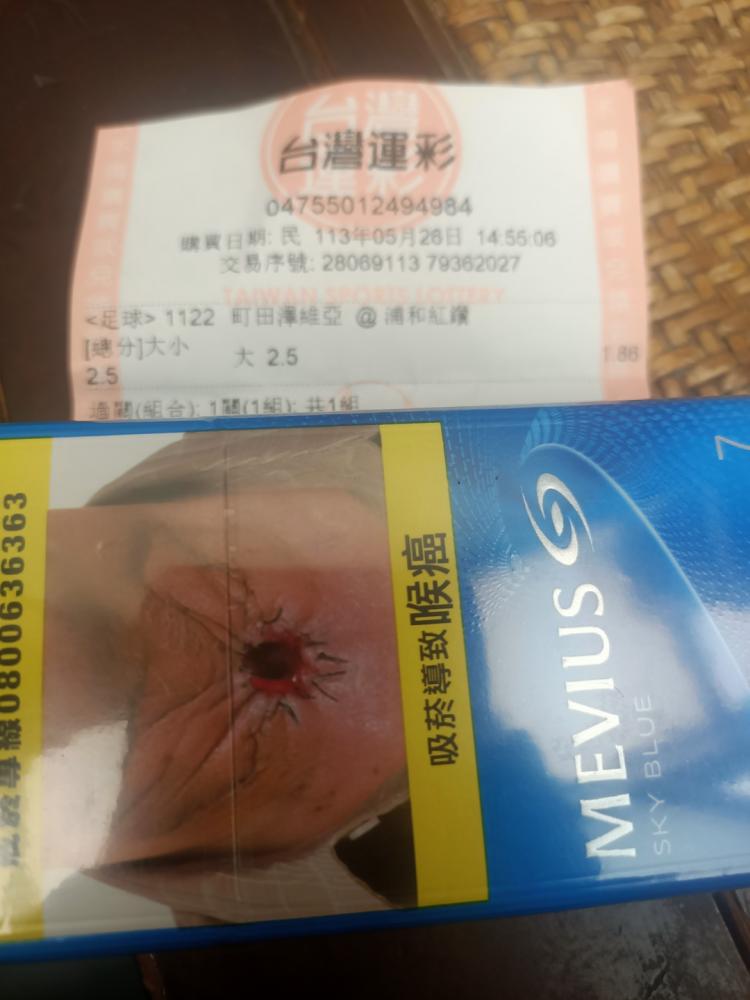 台灣運彩
04755012494984
購買日期: 民 113年05月26日 14:55:06
交易序號: 28069113 79362027
TAIWAN SPORTS LOTTERY
<足球> 1122 町田澤維亞 @ 浦和紅鑽
[總分]大小 大 2.5 1.86
2.5
過關(組合): 1關(1組): 共1組
0800636363
吸菸導致喉癌
MEVIUS
SKY BLUE
7